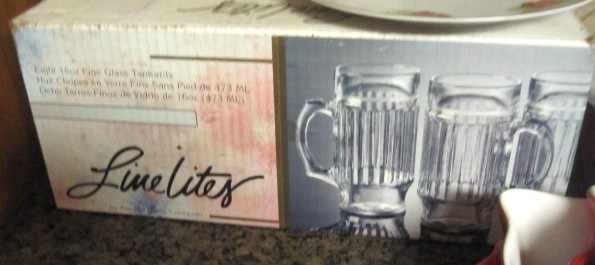 Eight 16oz Fine Glass Tankards
Huit Chopes en Verre Fine Sans Pied de 473 ML
Ocho Tarros Finos de Vidrio de 16oz (473 ML)
Linelites